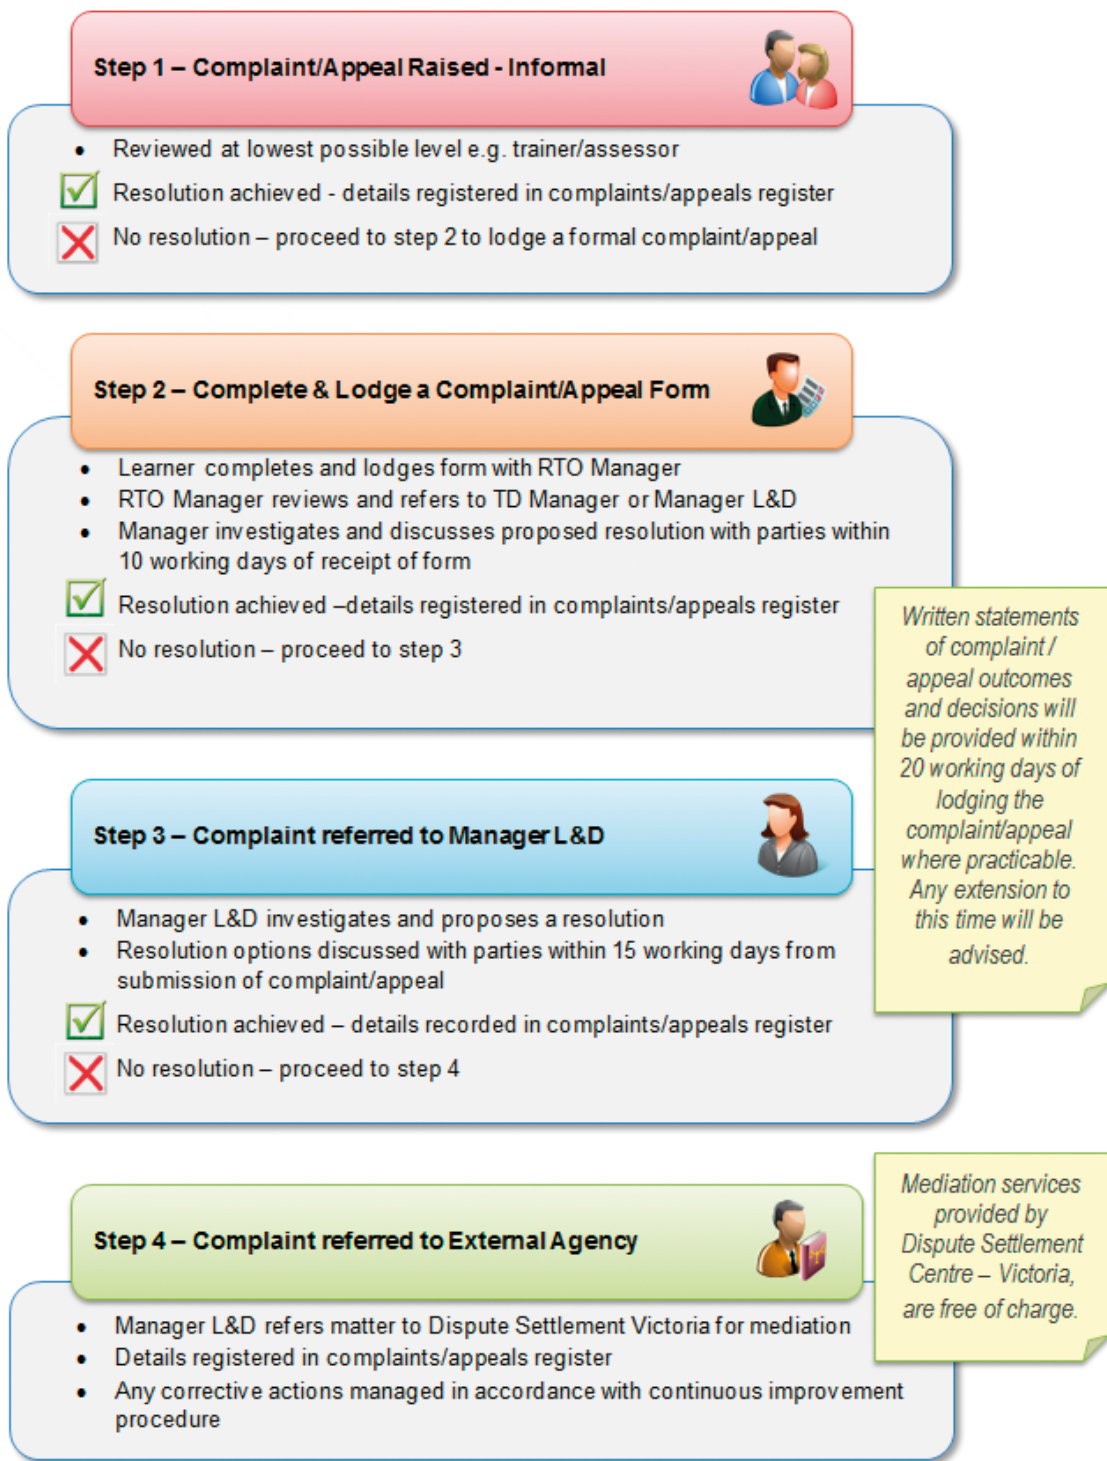 Step 1 – Complaint/Appeal Raised - Informal
• Reviewed at lowest possible level e.g. trainer/assessor
Resolution achieved - details registered in complaints/appeals register
No resolution – proceed to step 2 to lodge a formal complaint/appeal
Step 2 – Complete & Lodge a Complaint/Appeal Form
• Learner completes and lodges form with RTO Manager
• RTO Manager reviews and refers to TD Manager or Manager L&D
• Manager investigates and discusses proposed resolution with parties within
10 working days of receipt of form
Resolution achieved –details registered in complaints/appeals register
No resolution – proceed to step 3
Written statements
of complaint /
appeal outcomes
and decisions will
be provided within
20 working days of
lodging the
complaint/appeal
where practicable.
Any extension to
this time will be
advised.
Step 3 – Complaint referred to Manager L&D
• Manager L&D investigates and proposes a resolution
• Resolution options discussed with parties within 15 working days from
submission of complaint/appeal
Resolution achieved – details recorded in complaints/appeals register
No resolution – proceed to step 4
Step 4 – Complaint referred to External Agency
• Manager L&D refers matter to Dispute Settlement Victoria for mediation
• Details registered in complaints/appeals register
• Any corrective actions managed in accordance with continuous improvement
procedure
Mediation services
provided by
Dispute Settlement
Centre – Victoria,
are free of charge.